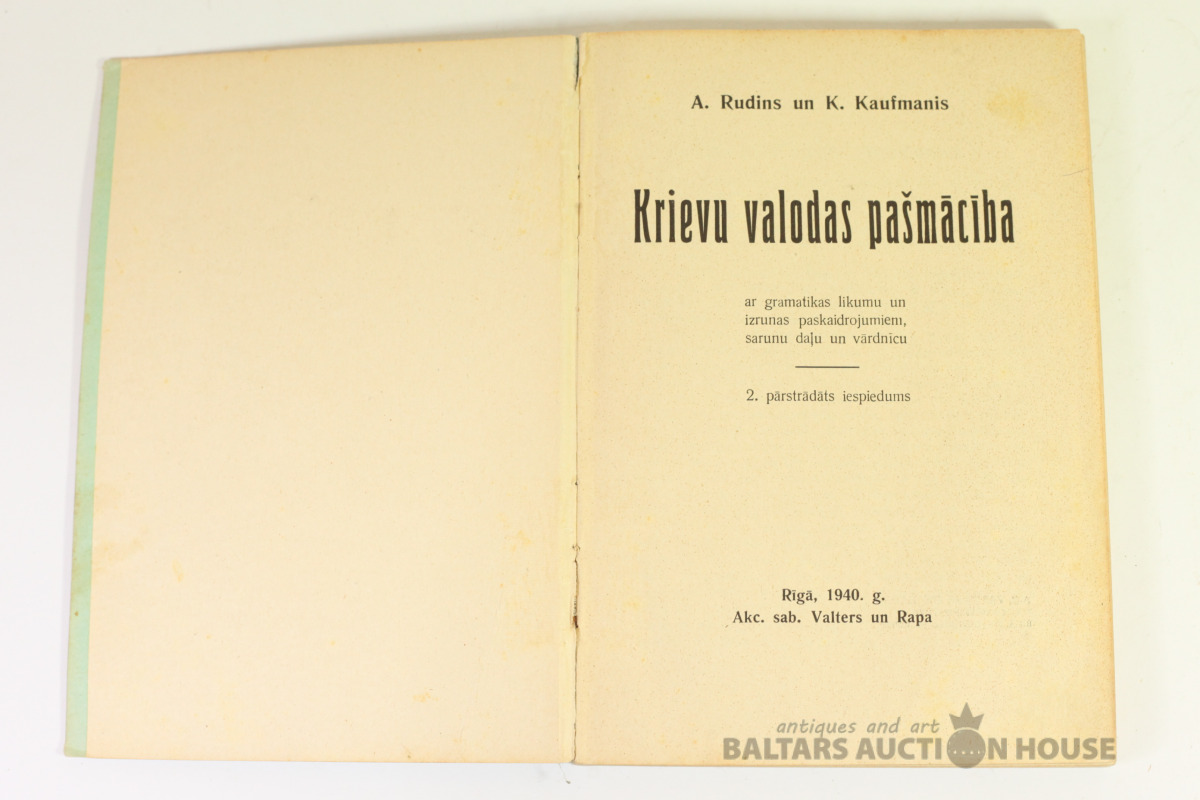 A. Rudins un K. Kaufmanis
Krievu valodas pašmācība
ar gramatikas likumu un
izrunas paskaidrojumiem,
sarunu daļu un vārdnīcu
2. pārstrādāts iespiedums
Rīgā, 1940. g.
Akc. sab. Valters un Rapa
antiques and art
BALTARS AUCTION HOUSE